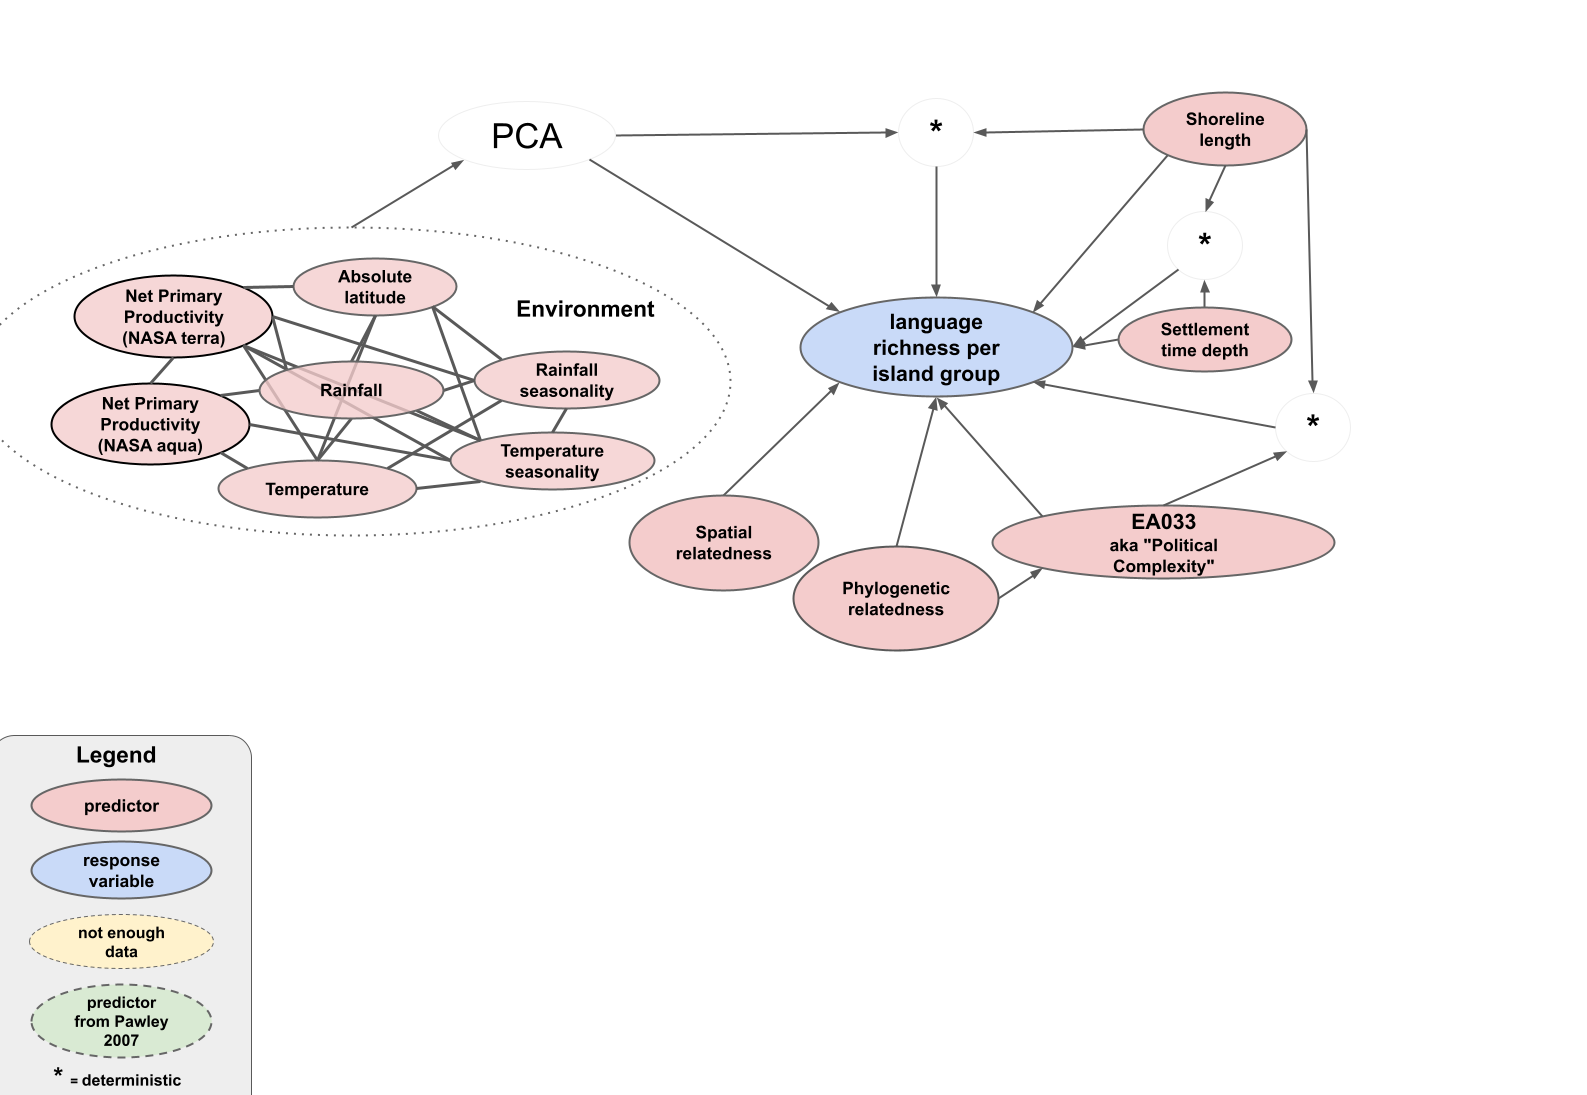 PCA
*
Shoreline
length
*
Absolute
latitude
Net Primary
Productivity
(NASA terra)
Environment
language
richness per
island group
Settlement
time depth
Rainfall
Rainfall
seasonality
Net Primary
Productivity
(NASA aqua)
*
Temperature
seasonality
Temperature
Spatial
relatedness
EA033
aka "Political
Complexity"
Phylogenetic
relatedness
Legend
predictor
response
variable
not enough
data
predictor
from Pawley
2007
* = deterministic